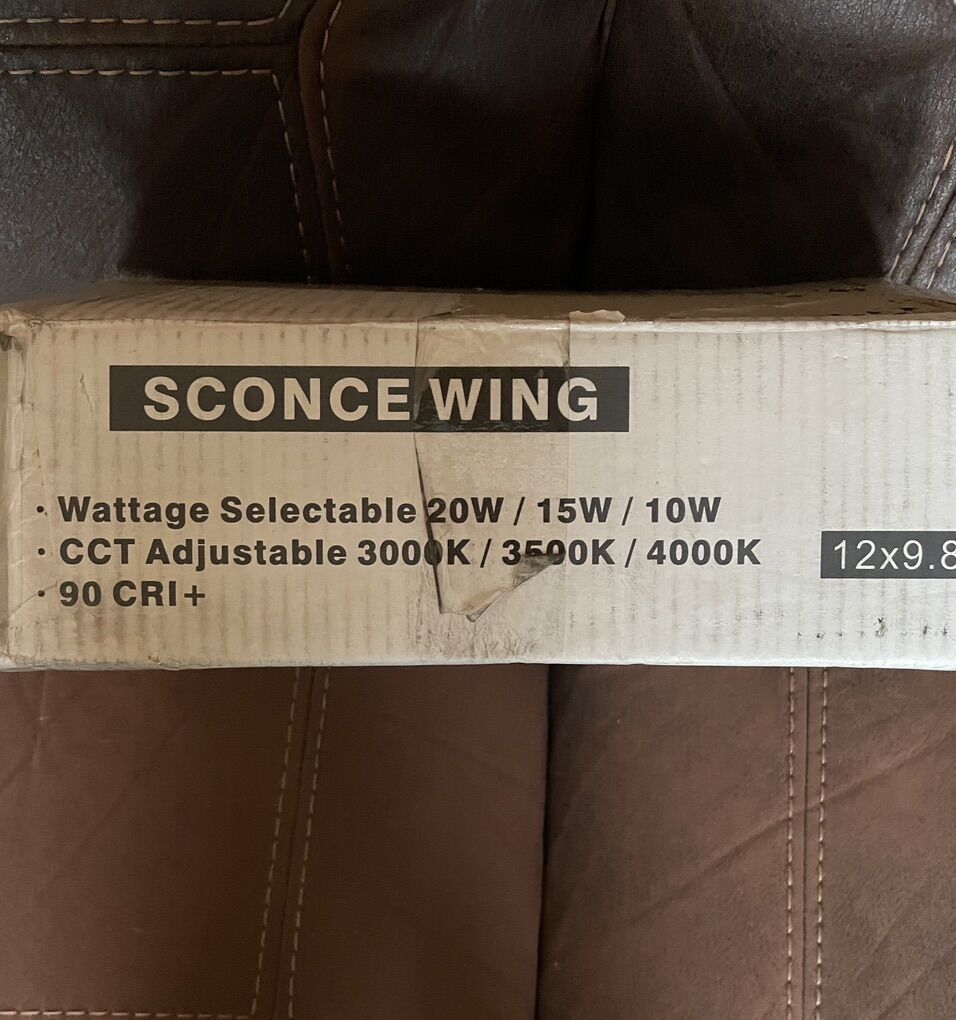 SCONCE WING
· Wattage Selectable 20W / 15W / 10W
· CCT Adjustable 3000K / 3500K / 4000K
· 90 CRI+
12x9.8